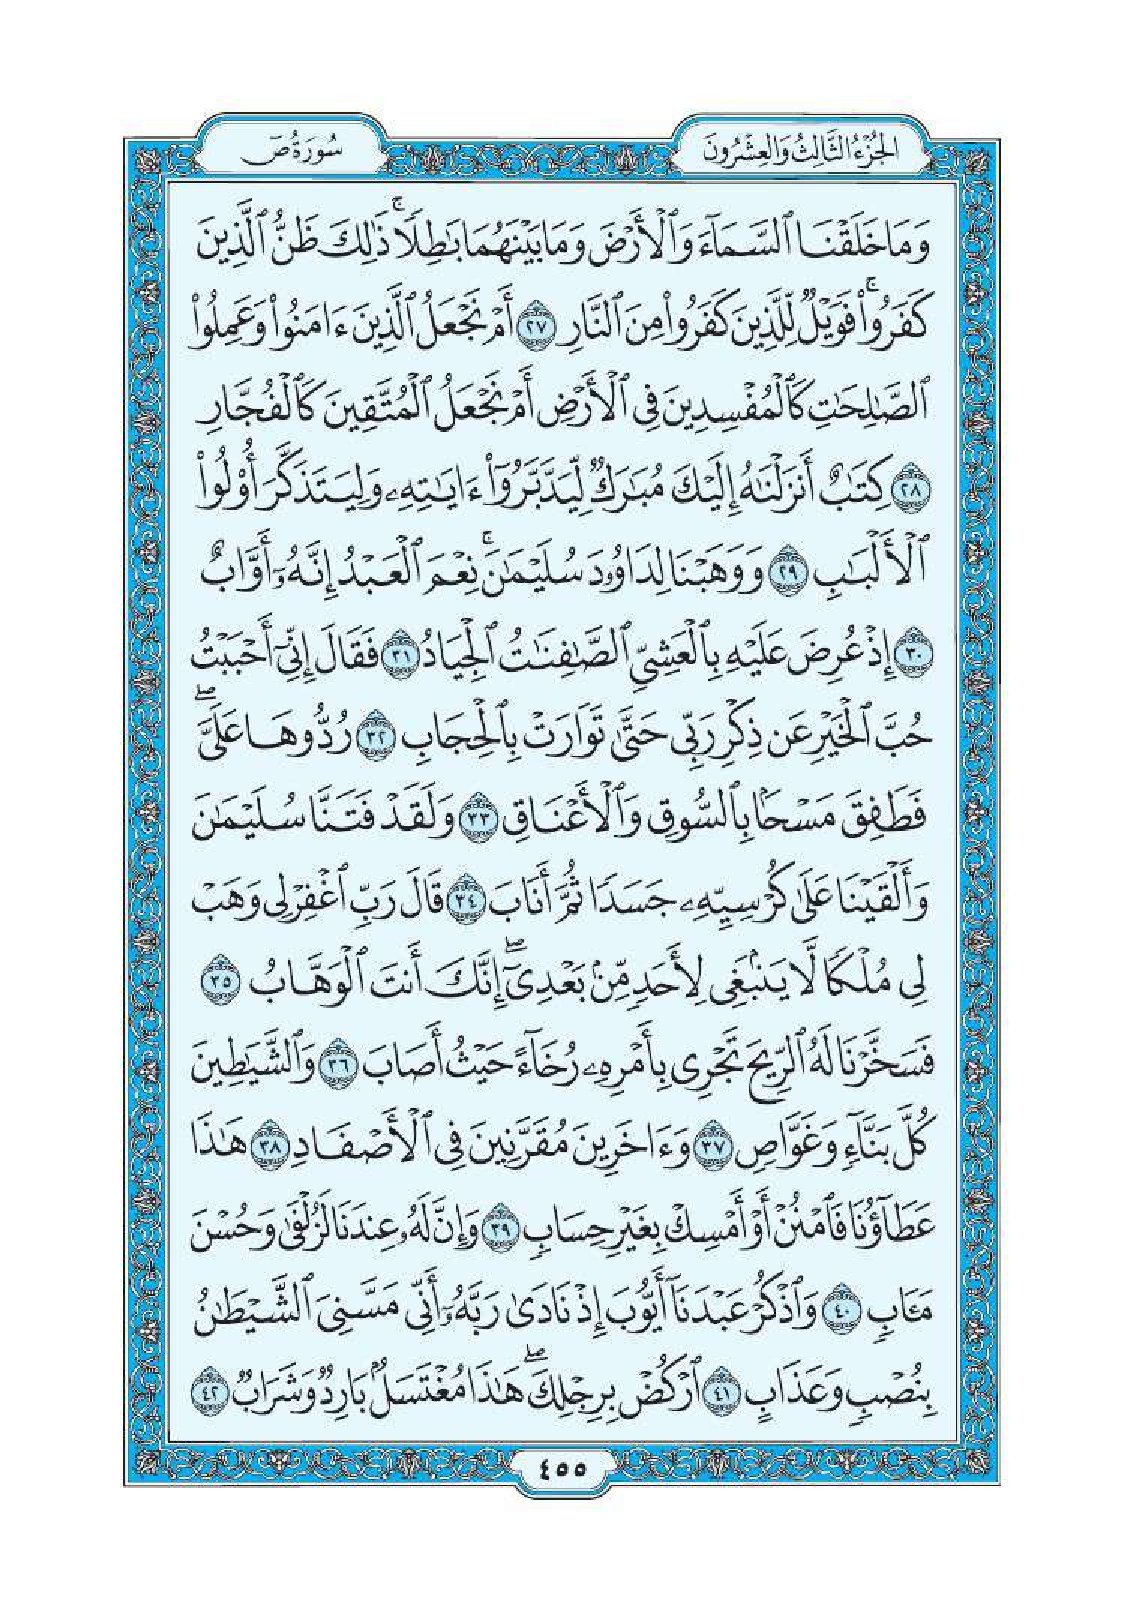 الجُزْءُ الثَّالِثُ وَالعِشْرُونَ
سُورَةُ صٓ
وَمَا خَلَقْنَا ٱلسَّمَآءَ وَٱلْأَرْضَ وَمَا بَيْنَهُمَا بَٰطِلٗاۚ ذَٰلِكَ ظَنُّ ٱلَّذِينَ
كَفَرُواْۚ فَوَيْلٞ لِّلَّذِينَ كَفَرُواْ مِنَ ٱلنَّارِ ٢٧ أَمْ نَجْعَلُ ٱلَّذِينَ ءَامَنُواْ وَعَمِلُواْ
ٱلصَّٰلِحَٰتِ كَٱلْمُفْسِدِينَ فِي ٱلْأَرْضِ أَمْ نَجْعَلُ ٱلْمُتَّقِينَ كَٱلْفُجَّارِ
٢٨ كِتَٰبٌ أَنزَلْنَٰهُ إِلَيْكَ مُبَٰرَكٞ لِّيَدَّبَّرُوٓاْ ءَايَٰتِهِۦ وَلِيَتَذَكَّرَ أُوْلُواْ
ٱلْأَلْبَٰبِ ٢٩ وَوَهَبْنَا لِدَاوُۥدَ سُلَيْمَٰنَۚ نِعْمَ ٱلْعَبْدُ إِنَّهُۥٓ أَوَّابٌ
٣٠ إِذْ عُرِضَ عَلَيْهِ بِٱلْعَشِيِّ ٱلصَّٰفِنَٰتُ ٱلْجِيَادُ ٣١ فَقَالَ إِنِّيٓ أَحْبَبْتُ
حُبَّ ٱلْخَيْرِ عَن ذِكْرِ رَبِّي حَتَّىٰ تَوَارَتْ بِٱلْحِجَابِ ٣٢ رُدُّوهَا عَلَيَّۖ
فَطَفِقَ مَسْحَۢا بِٱلسُّوقِ وَٱلْأَعْنَاقِ ٣٣ وَلَقَدْ فَتَنَّا سُلَيْمَٰنَ
وَأَلْقَيْنَا عَلَىٰ كُرْسِيِّهِۦ جَسَدٗا ثُمَّ أَنَابَ ٣٤ قَالَ رَبِّ ٱغْفِرْ لِي وَهَبْ
لِي مُلْكٗا لَّا يَنۢبَغِي لِأَحَدٖ مِّنۢ بَعْدِيٓۖ إِنَّكَ أَنتَ ٱلْوَهَّابُ ٣٥
فَسَخَّرْنَا لَهُ ٱلرِّيحَ تَجْرِي بِأَمْرِهِۦ رُخَآءً حَيْثُ أَصَابَ ٣٦ وَٱلشَّيَٰطِينَ
كُلَّ بَنَّآءٖ وَغَوَّاصٖ ٣٧ وَءَاخَرِينَ مُقَرَّنِينَ فِي ٱلْأَصْفَادِ ٣٨ هَٰذَا
عَطَآؤُنَا فَٱمْنُنْ أَوْ أَمْسِكْ بِغَيْرِ حِسَابٖ ٣٩ وَإِنَّ لَهُۥ عِندَنَا لَزُلْفَىٰ وَحُسْنَ
مَـَٔابٖ ٤٠ وَٱذْكُرْ عَبْدَنَآ أَيُّوبَ إِذْ نَادَىٰ رَبَّهُۥٓ أَنِّي مَسَّنِيَ ٱلشَّيْطَٰنُ
بِنُصْبٖ وَعَذَابٍ ٤١ ٱرْكُضْ بِرِجْلِكَۖ هَٰذَا مُغْتَسَلُۢ بَارِدٞ وَشَرَابٞ ٤٢
٤٥٥